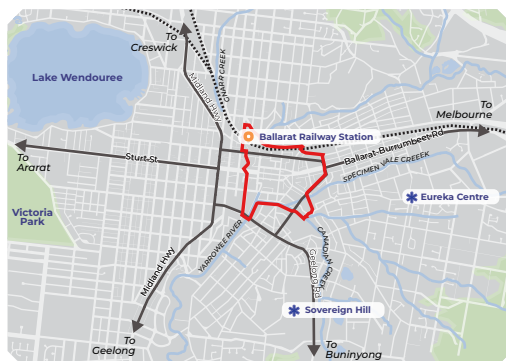 To
Creswick
Lake Wendouree
Midland Hwy
GNARR CREEK
To
Melbourne
Ballarat Railway Station
Ballarat-Burrumbeet Rd
To
Ararat
Sturt St
SPECIMEN VALE CREEEK
Eureka Centre
Victoria
Park
YARROWEE RIVER
CANADIAN CREEK
Geelong Rd
Midland Hwy
Sovereign Hill
To
Geelong
To
Buninyong